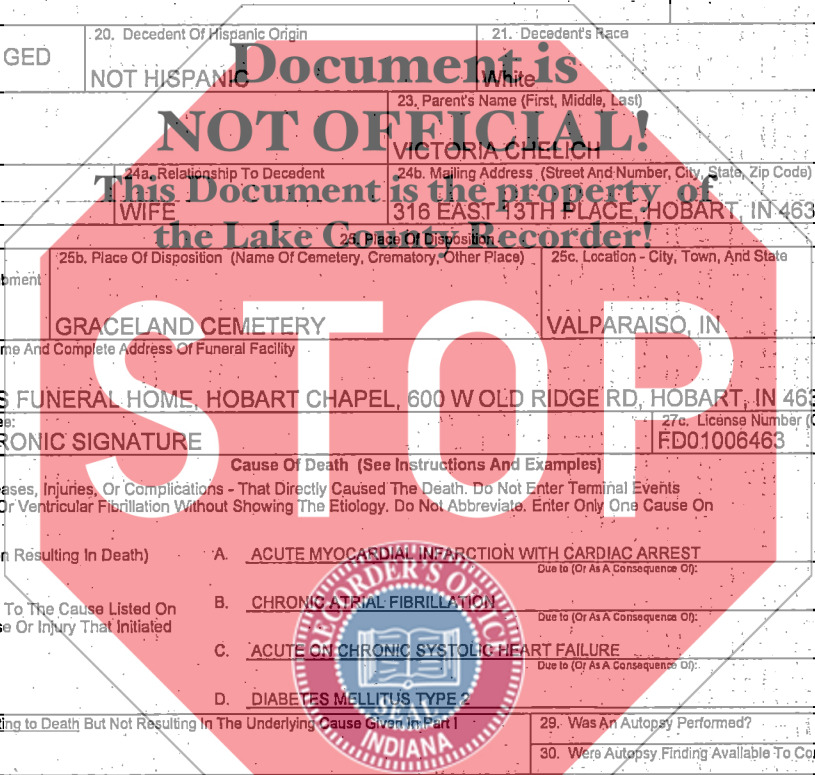 20. Decedent Of Hispanic Origin
21. Decedent's Race
GED
NOT HISPANIC
White
Document is
NOT OFFICIAL!
This Document is the property of
the Lake County Recorder!
23. Parent's Name (First, Middle, Last)
VICTORIA CHELICH
24a. Relationship To Decedent
24b. Mailing Address (Street And Number, City, State, Zip Code)
WIFE
316 EAST 13TH PLACE, HOBART, IN 463
25. Place Of Disposition
25b. Place Of Disposition (Name Of Cemetery, Crematory, Other Place)
25c. Location - City, Town, And State
GRACELAND CEMETERY
VALPARAISO, IN
STOP
me And Complete Address Of Funeral Facility
S FUNERAL HOME, HOBART CHAPEL, 600 W OLD RIDGE RD, HOBART, IN 463
27c. License Number (
RONIC SIGNATURE
FD01006463
Cause Of Death (See Instructions And Examples)
ases, Injuries, Or Complications - That Directly Caused The Death. Do Not Enter Terminal Events
Or Ventricular Fibrillation Without Showing The Etiology. Do Not Abbreviate. Enter Only One Cause On
n Resulting In Death)
A. ACUTE MYOCARDIAL INFARCTION WITH CARDIAC ARREST
Due to (Or As A Consequence Of):
To The Cause Listed On
B. CHRONIC ATRIAL FIBRILLATION
e Or Injury That Initiated
Due to (Or As A Consequence Of):
C. ACUTE ON CHRONIC SYSTOLIC HEART FAILURE
Due to (Or As A Consequence Of):
D. DIABETES MELLITUS TYPE 2
RECORDER'S OFFICE
SEAL
INDIANA
ing to Death But Not Resulting In The Underlying Cause Given In Part I
29. Was An Autopsy Performed?
30. Were Autopsy Finding Available To Co